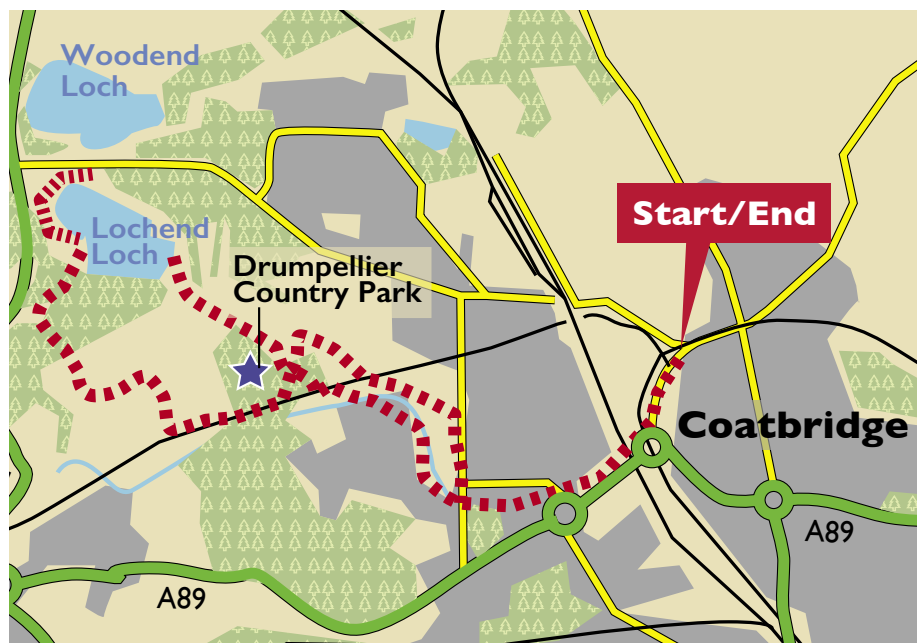 Woodend
Loch
Start/End
Lochend
Loch
Drumpellier
Country Park
Coatbridge
A89
A89